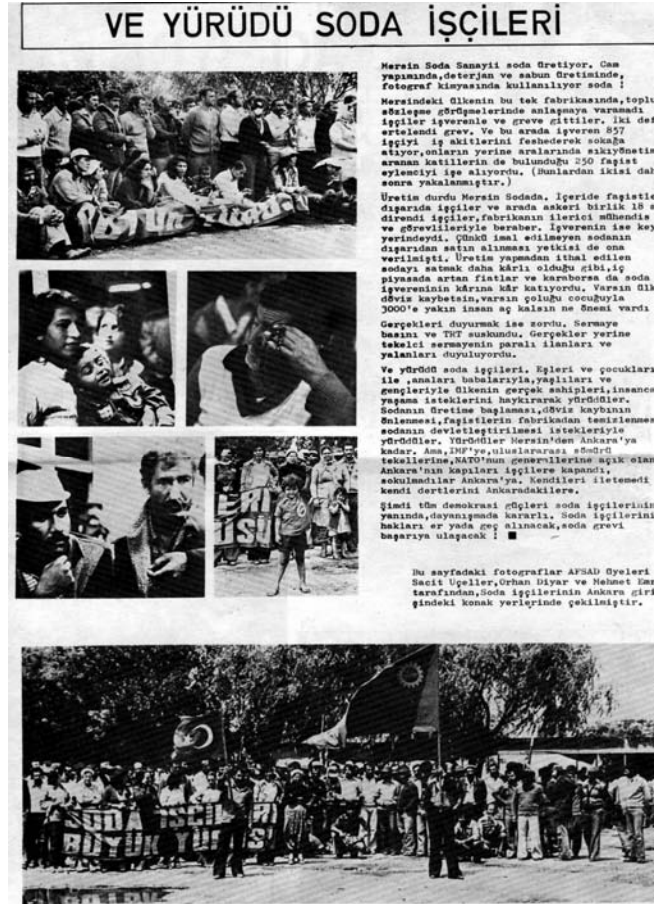 VE YÜRÜDÜ SODA İŞÇİLERİ
Mersin Soda Sanayii soda üretiyor. Cam
yapımında,deterjan ve sabun üretiminde,
fotograf kimyasında kullanılıyor soda !
Mersindeki ülkenin bu tek fabrikasında,toplu
sözleşme görüşmelerinde anlaşmaya varamadı
işçiler işverenle ve greve gittiler. İki def
ertelendi grev. Ve bu arada işveren 857
işçiyi iş akitlerini feshederek sokağa
atıyor,onların yerine aralarında sıkıyönetim
aranan katillerin de bulunduğu 250 faşist
eylemciyi işe alıyordu. (Bunlardan ikisi dah
sonra yakalanmıştır.)
Üretim durdu Mersin Sodada. İçeride faşistle
dışarıda işçiler ve arada askeri birlik 18 a
direndi işçiler,fabrikanın ilerici mühendis
ve görevlileriyle beraber. İşverenin ise key
yerindeydi. Çünkü imal edilmeyen sodanın
dışarıdan satın alınması yetkisi de ona
verilmişti. Üretim yapmadan ithal edilen
sodayı satmak daha kârlı olduğu gibi,iç
piyasada artan fiatlar ve karaborsa da soda
işvereninin kârına kâr katıyordu. Varsın ülk
döviz kaybetsin,varsın çoluğu cocuğuyla
3000'e yakın insan aç kalsın ne önemi vardı
Gerçekleri duyurmak ise zordu. Sermaye
basını ve TRT suskundu. Gerçekler yerine
tekelci sermayenin paralı ilanları ve
yalanları duyuluyordu.
Ve yürüdü soda işçileri. Eşleri ve çocukları
ile ,anaları babalarıyla,yaşlıları ve
gençleriyle ülkenin gerçek sahipleri,insanca
yaşama isteklerini haykırarak yürüdüler.
Sodanın üretime başlaması,döviz kaybının
önlenmesi,faşistlerin fabrikadan temizlenmes
sodanın devletleştirilmesi istekleriyle
yürüdüler. Yürüdüler Mersin'den Ankara'ya
kadar. Ama,IMF'ye,uluslararası sömürü
tekellerine,NATO'nun generallerine açık olan
Ankara'nın kapıları işçilere kapandı,
sokulmadılar Ankara'ya. Kendileri iletemedi
kendi dertlerini Ankaradakilere.
Şimdi tüm demokrasi güçleri soda işçilerinin
yanında,dayanışmada kararlı. Soda işçilerini
hakları er yada geç alınacak,soda grevi
başarıya ulaşacak ! ■
Bu sayfadaki fotograflar AFSAD üyeleri
Sacit Uçeller,Orhan Diyar ve Mehmet Emr
tarafından,Soda işçilerinin Ankara giri
şindeki konak yerlerinde çekilmiştir.
SODA İŞÇİLERİ
BÜYÜK YÜRÜYÜŞÜ